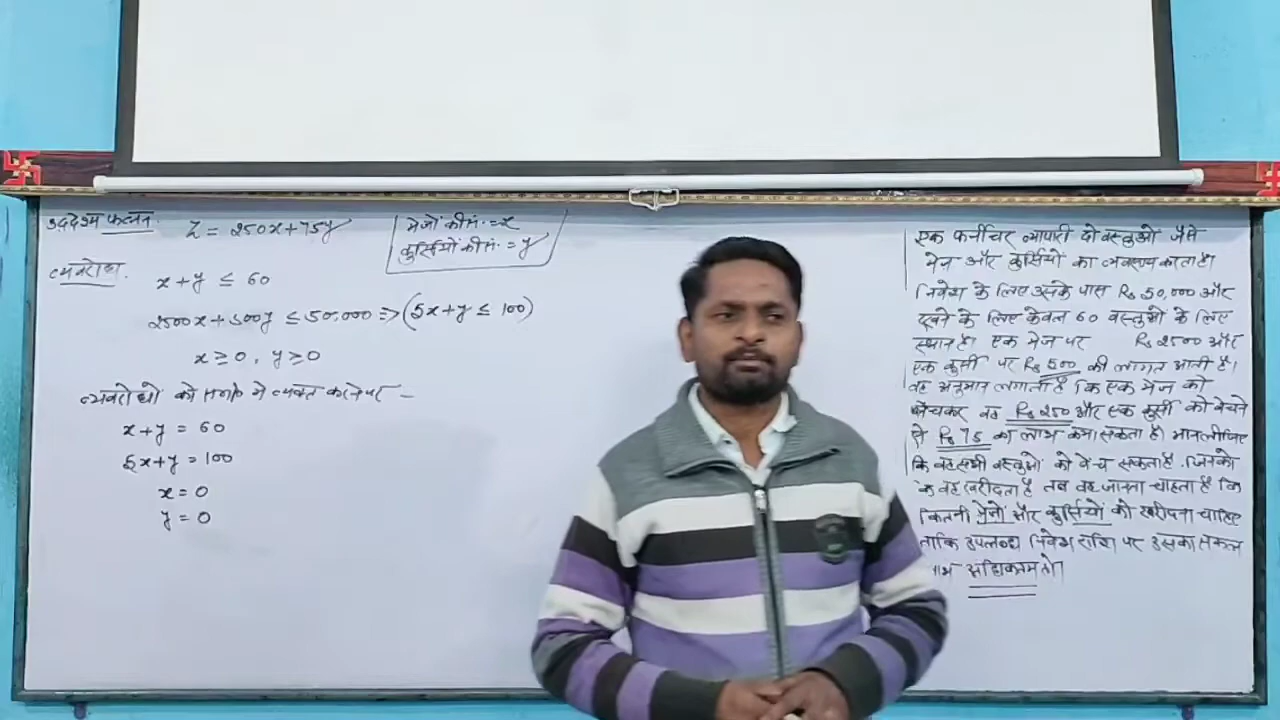 उद्देश्य फलन. Z = 250x+75y
मेजों की सं. = x
कुर्सियों की सं. = y
व्यवरोध.
x+y ≤ 60
2500x+500y ≤ 50,000 ⇒ (5x+y ≤ 100)
x ≥ 0, y ≥ 0
व्यवरोधों को समी० में व्यक्त करने पर –
x+y = 60
5x+y = 100
x = 0
y = 0
एक फर्नीचर व्यापारी दो वस्तुओं जैसे
मेज और कुर्सियों का व्यवसाय करता है।
निवेश के लिए उसके पास Rs 50,000 और
रखने के लिए केवल 60 वस्तुओं के लिए
स्थान है। एक मेज पर Rs 2500 और
एक कुर्सी पर Rs 500 की लागत आती है।
वह अनुमान लगाता है कि एक मेज को
बेचकर वह Rs 250 और एक कुर्सी को बेचने
से Rs 75 का लाभ कमा सकता है। मान लीजिए
कि वह सभी वस्तुओं को बेच सकता है जिनको
कि वह खरीदता है तब वह जानना चाहता है कि
कितनी मेजों और कुर्सियों को खरीदना चाहिए
ताकि उपलब्ध निवेश राशि पर उसका सकल
लाभ अधिकतम हो।